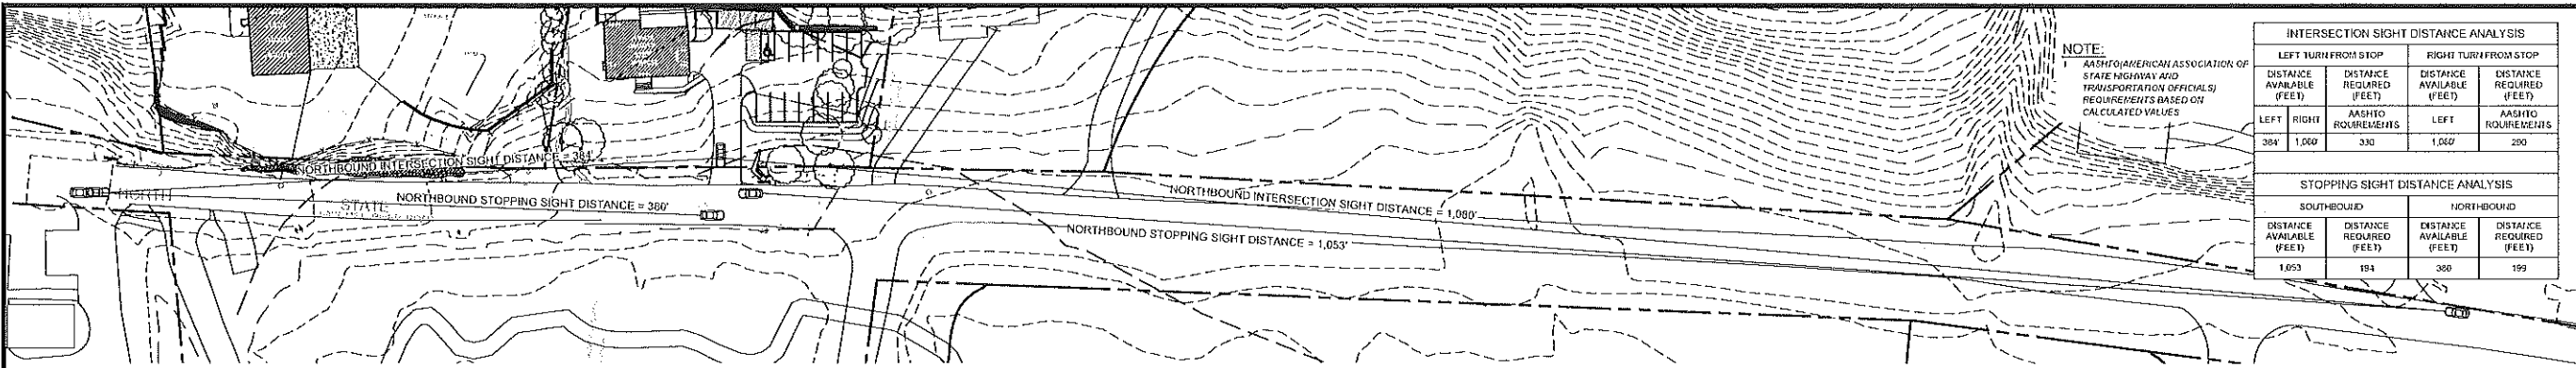 NORTHBOUND INTERSECTION SIGHT DISTANCE = 384'
NORTH
STATE
NORTHBOUND STOPPING SIGHT DISTANCE = 380'
NORTHBOUND INTERSECTION SIGHT DISTANCE = 1,080'
NORTHBOUND STOPPING SIGHT DISTANCE = 1,053'
NOTE:
1 AASHTO(AMERICAN ASSOCIATION OF
STATE HIGHWAY AND
TRANSPORTATION OFFICIALS)
REQUIREMENTS BASED ON
CALCULATED VALUES
INTERSECTION SIGHT DISTANCE ANALYSIS
LEFT TURN FROM STOP RIGHT TURN FROM STOP
DISTANCE AVAILABLE (FEET) DISTANCE REQUIRED (FEET) DISTANCE AVAILABLE (FEET) DISTANCE REQUIRED (FEET)
LEFT RIGHT AASHTO ROUIREMENTS LEFT AASHTO ROUIREMENTS
384' 1,080' 330 1,080' 290
STOPPING SIGHT DISTANCE ANALYSIS
SOUTHBOUND NORTHBOUND
DISTANCE AVAILABLE (FEET) DISTANCE REQUIRED (FEET) DISTANCE AVAILABLE (FEET) DISTANCE REQUIRED (FEET)
1,053 194 380 199